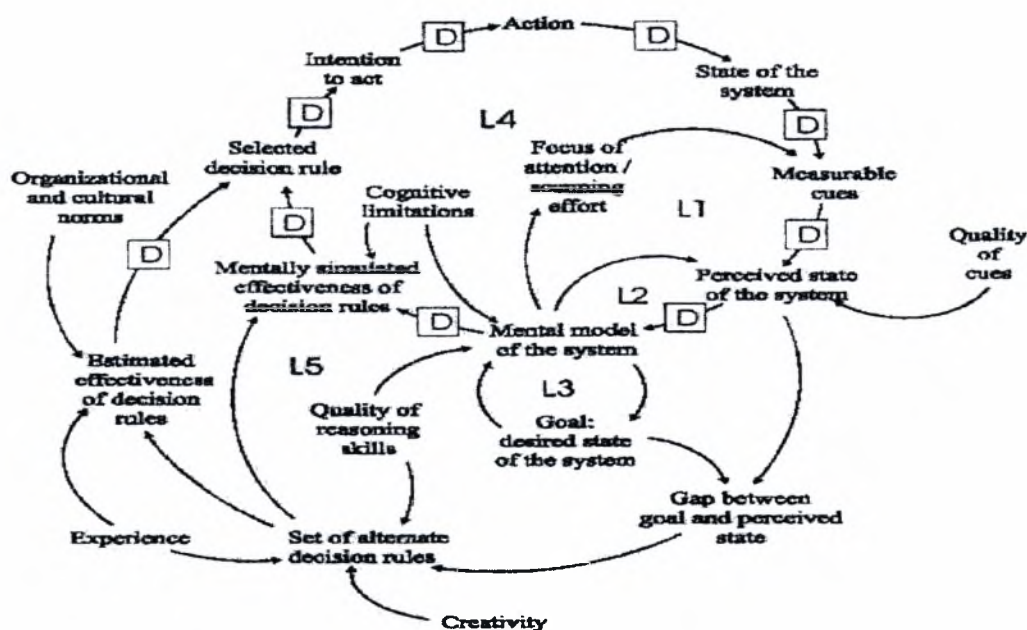 D
Action
D
Intention
to act
State of the
system
D
D
L4
Selected
decision rule
Focus of
attention /
scanning
effort
Measurable
cues
Organizational
and cultural
norms
Cognitive
limitations
D
L1
D
D
Quality
of
cues
Mentally simulated
effectiveness of
decision rules
Perceived state
of the system
L2
D
D
Mental model
of the system
Estimated
effectiveness
of decision
rules
L5
L3
Quality of
reasoning
skills
Goal:
desired state
of the system
Gap between
goal and perceived
state
Experience
Set of alternate
decision rules
Creativity